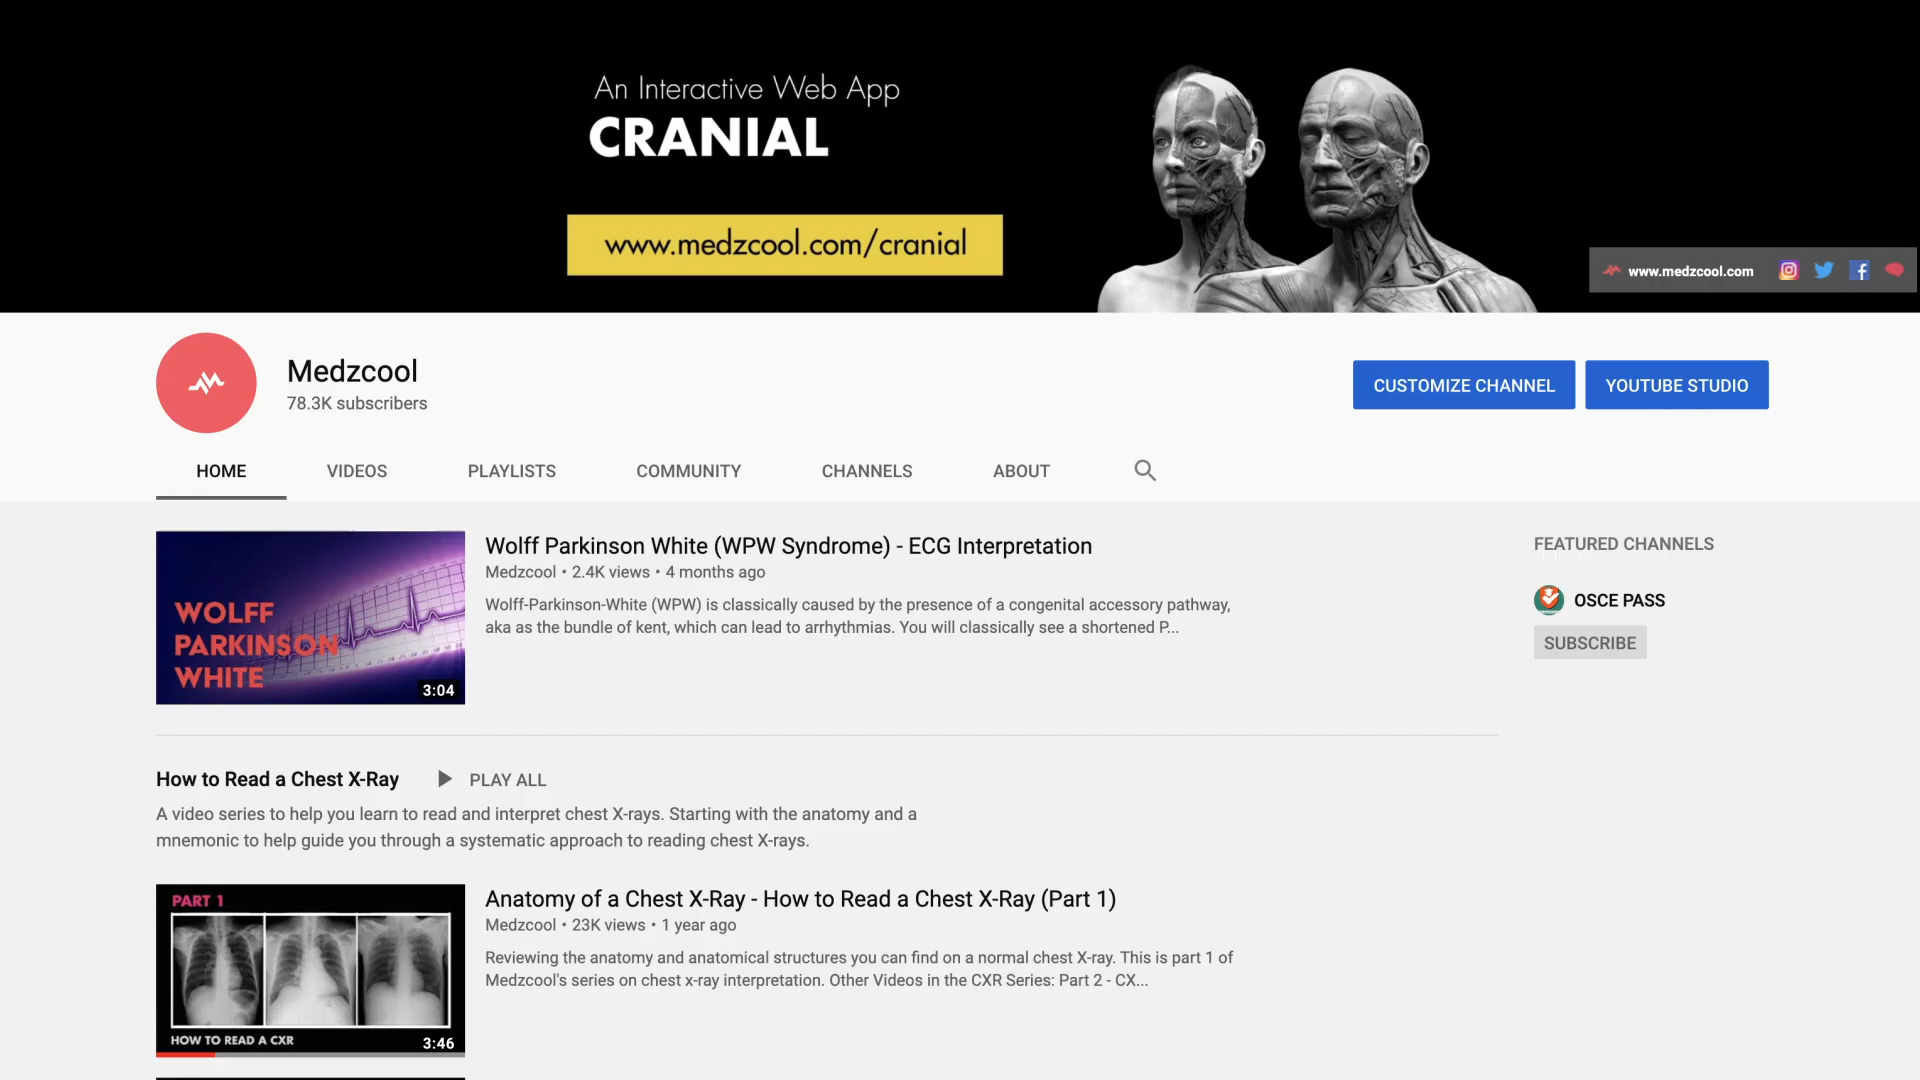 An Interactive Web App
CRANIAL
www.medzcool.com/cranial
www.medzcool.com
Medzcool
78.3K subscribers
CUSTOMIZE CHANNEL
YOUTUBE STUDIO
HOME
VIDEOS
PLAYLISTS
COMMUNITY
CHANNELS
ABOUT
WOLFF
PARKINSON
WHITE
3:04
Wolff Parkinson White (WPW Syndrome) - ECG Interpretation
Medzcool • 2.4K views • 4 months ago
Wolff-Parkinson-White (WPW) is classically caused by the presence of a congenital accessory pathway,
aka as the bundle of kent, which can lead to arrhythmias. You will classically see a shortened P...
FEATURED CHANNELS
OSCE PASS
SUBSCRIBE
How to Read a Chest X-Ray
PLAY ALL
A video series to help you learn to read and interpret chest X-rays. Starting with the anatomy and a
mnemonic to help guide you through a systematic approach to reading chest X-rays.
PART 1
HOW TO READ A CXR
3:46
Anatomy of a Chest X-Ray - How to Read a Chest X-Ray (Part 1)
Medzcool • 23K views • 1 year ago
Reviewing the anatomy and anatomical structures you can find on a normal chest X-ray. This is part 1 of
Medzcool's series on chest x-ray interpretation. Other Videos in the CXR Series: Part 2 - CX...